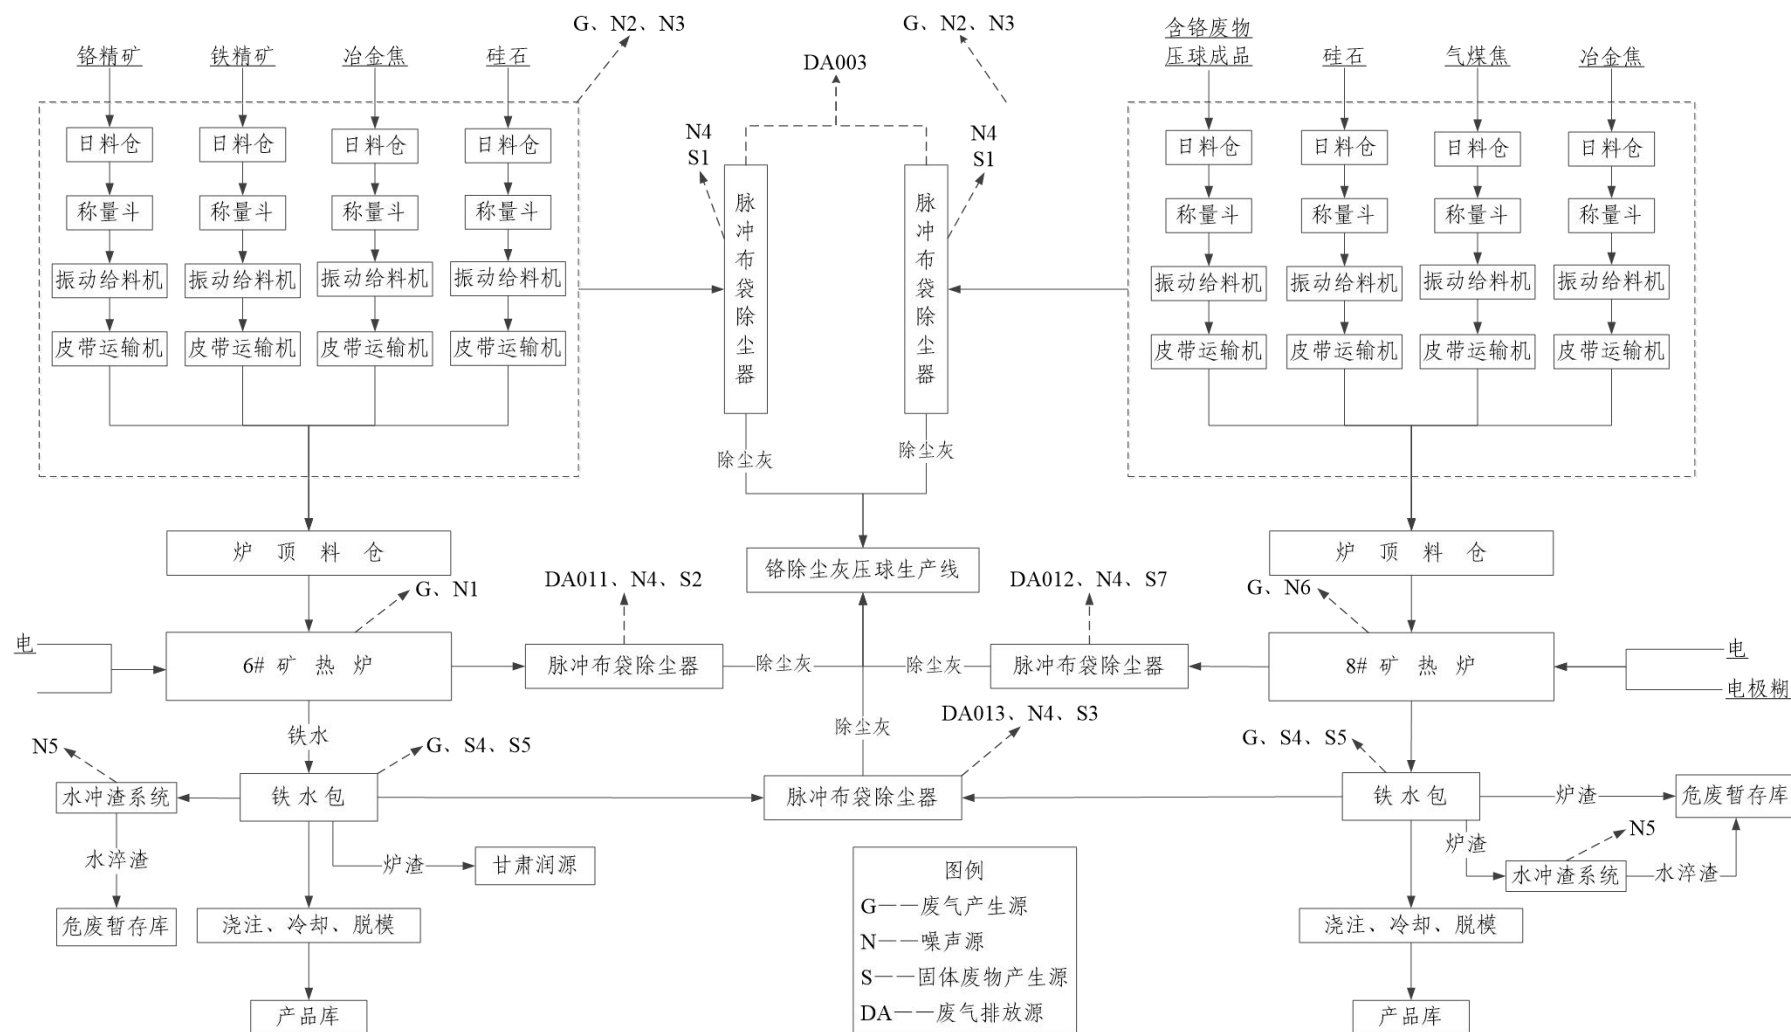 G、N2、N3
G、N2、N3
铬精矿
铁精矿
冶金焦
硅石
DA003
含铬废物
压球成品
硅石
气煤焦
冶金焦
日料仓
日料仓
日料仓
日料仓
N4
S1
N4
S1
日料仓
日料仓
日料仓
日料仓
称量斗
称量斗
称量斗
称量斗
脉冲布袋除尘器
脉冲布袋除尘器
称量斗
称量斗
称量斗
称量斗
振动给料机
振动给料机
振动给料机
振动给料机
振动给料机
振动给料机
振动给料机
振动给料机
皮带运输机
皮带运输机
皮带运输机
皮带运输机
皮带运输机
皮带运输机
皮带运输机
皮带运输机
除尘灰
除尘灰
炉顶料仓
铬除尘灰压球生产线
炉顶料仓
G、N1
DA011、N4、S2
DA012、N4、S7
G、N6
电
6#矿热炉
脉冲布袋除尘器
除尘灰
除尘灰
脉冲布袋除尘器
8#矿热炉
电
电极糊
铁水
除尘灰
DA013、N4、S3
N5
G、S4、S5
G、S4、S5
水冲渣系统
铁水包
脉冲布袋除尘器
铁水包
炉渣
危废暂存库
水淬渣
炉渣
甘肃润源
炉渣
N5
水冲渣系统
水淬渣
危废暂存库
浇注、冷却、脱模
浇注、冷却、脱模
产品库
产品库
图例
G——废气产生源
N——噪声源
S——固体废物产生源
DA——废气排放源